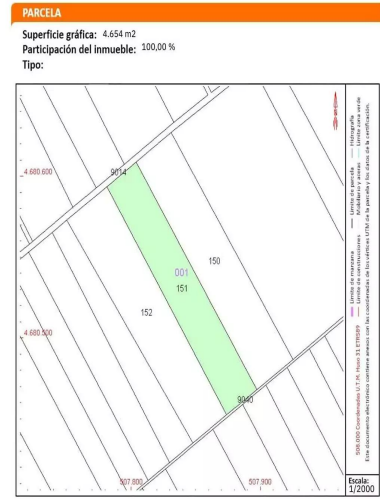 PARCELA
Superficie gráfica: 4.654 m2
Participación del inmueble: 100,00 %
Tipo:
4.680.600
9014
150
001
151
152
4.680.500
9040
507.800
507.900
Límite de manzana
Límite de parcela
Hidrografía
Límite de construcciones
Mobiliario y aceras
Límite zona verde
508.000 Coordenadas U.T.M. Huso 31 ETRS89
Este documento electrónico contiene anexos con las coordenadas de los vértices UTM de la parcela y los datos de la certificación.
Escala:
1/2000